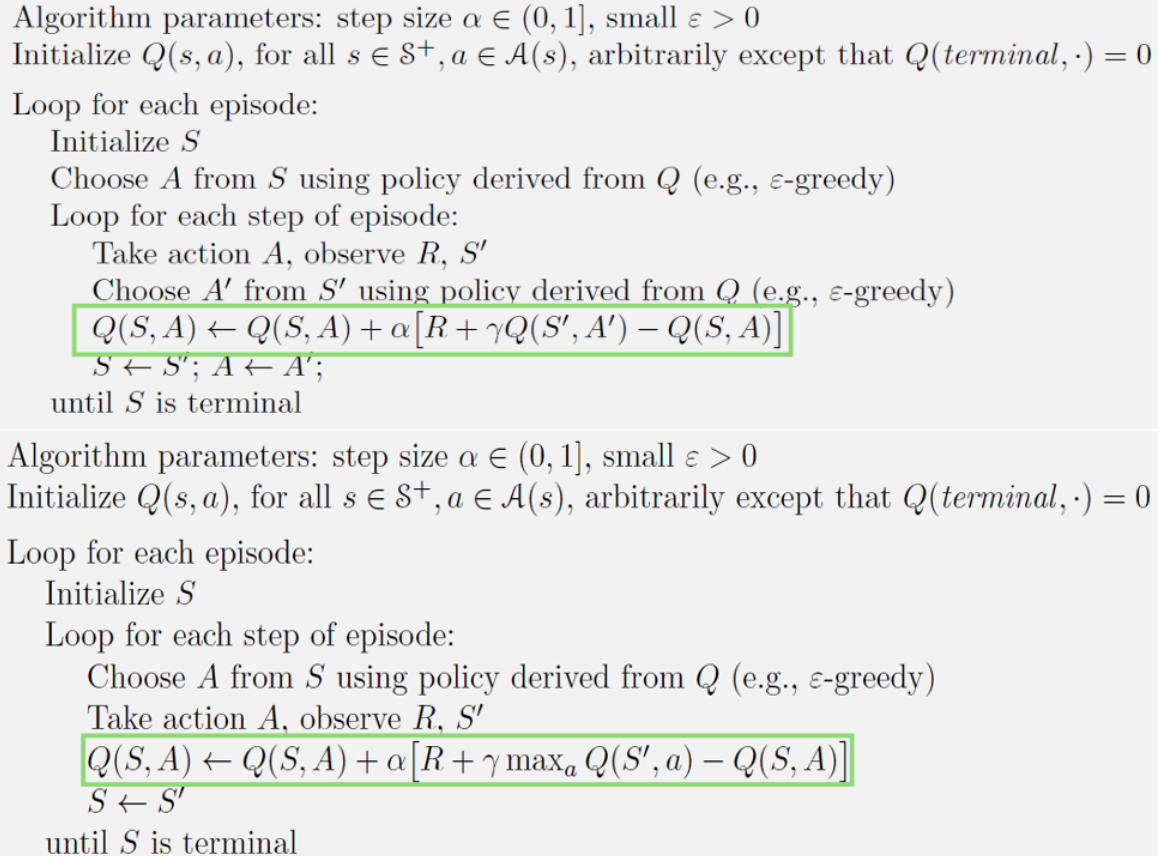 Algorithm parameters: step size α ∈ (0, 1], small ε > 0
Initialize Q(s, a), for all s ∈ S⁺, a ∈ A(s), arbitrarily except that Q(terminal, ·) = 0
Loop for each episode:
Initialize S
Choose A from S using policy derived from Q (e.g., ε-greedy)
Loop for each step of episode:
Take action A, observe R, S′
Choose A′ from S′ using policy derived from Q (e.g., ε-greedy)
Q(S, A) ← Q(S, A) + α[R + γQ(S′, A′) − Q(S, A)]
S ← S′; A ← A′;
until S is terminal
Algorithm parameters: step size α ∈ (0, 1], small ε > 0
Initialize Q(s, a), for all s ∈ S⁺, a ∈ A(s), arbitrarily except that Q(terminal, ·) = 0
Loop for each episode:
Initialize S
Loop for each step of episode:
Choose A from S using policy derived from Q (e.g., ε-greedy)
Take action A, observe R, S′
Q(S, A) ← Q(S, A) + α[R + γ maxₐ Q(S′, a) − Q(S, A)]
S ← S′
until S is terminal